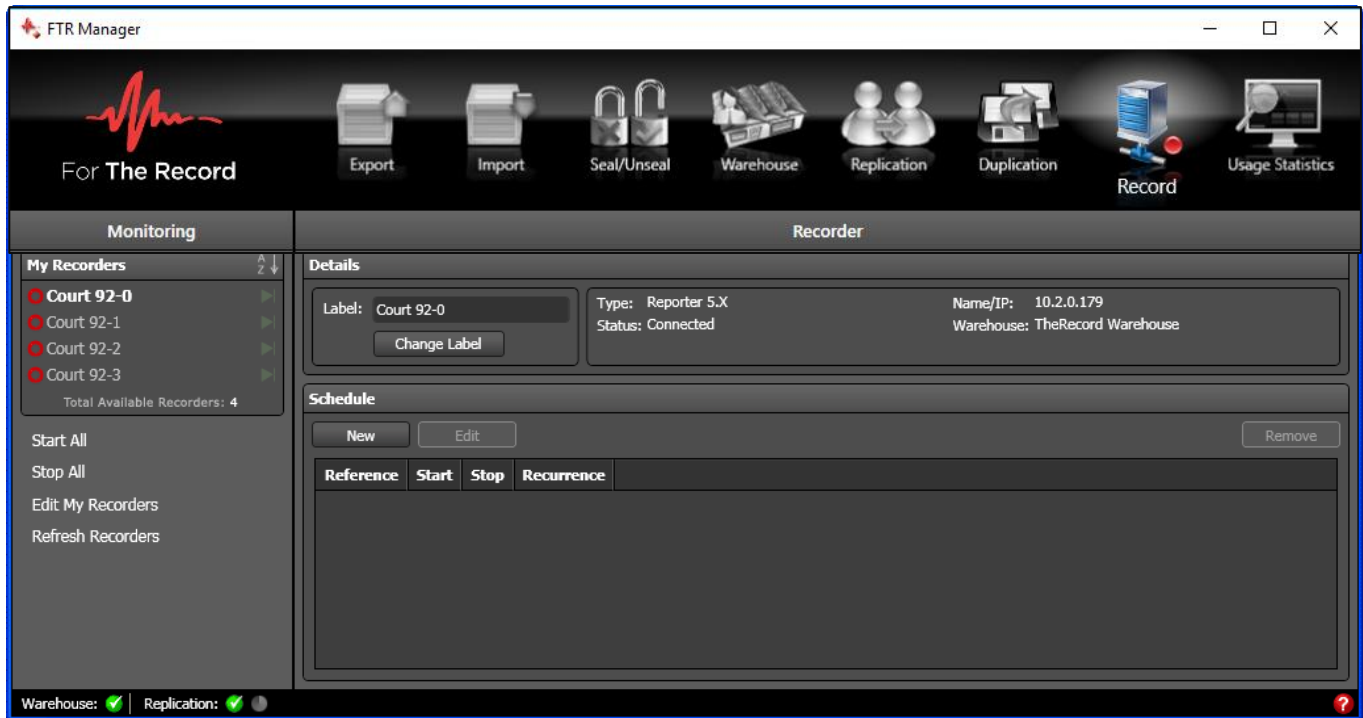 FTR Manager
For The Record
Export Import Seal/Unseal Warehouse Replication Duplication Record Usage Statistics
Monitoring Recorder
My Recorders A Z
Court 92-0
Court 92-1
Court 92-2
Court 92-3
Total Available Recorders: 4
Start All
Stop All
Edit My Recorders
Refresh Recorders
Details
Label: Court 92-0
Change Label
Type: Reporter 5.X Name/IP: 10.2.0.179
Status: Connected Warehouse: TheRecord Warehouse
Schedule
New Edit Remove
Reference Start Stop Recurrence
Warehouse: Replication: ?